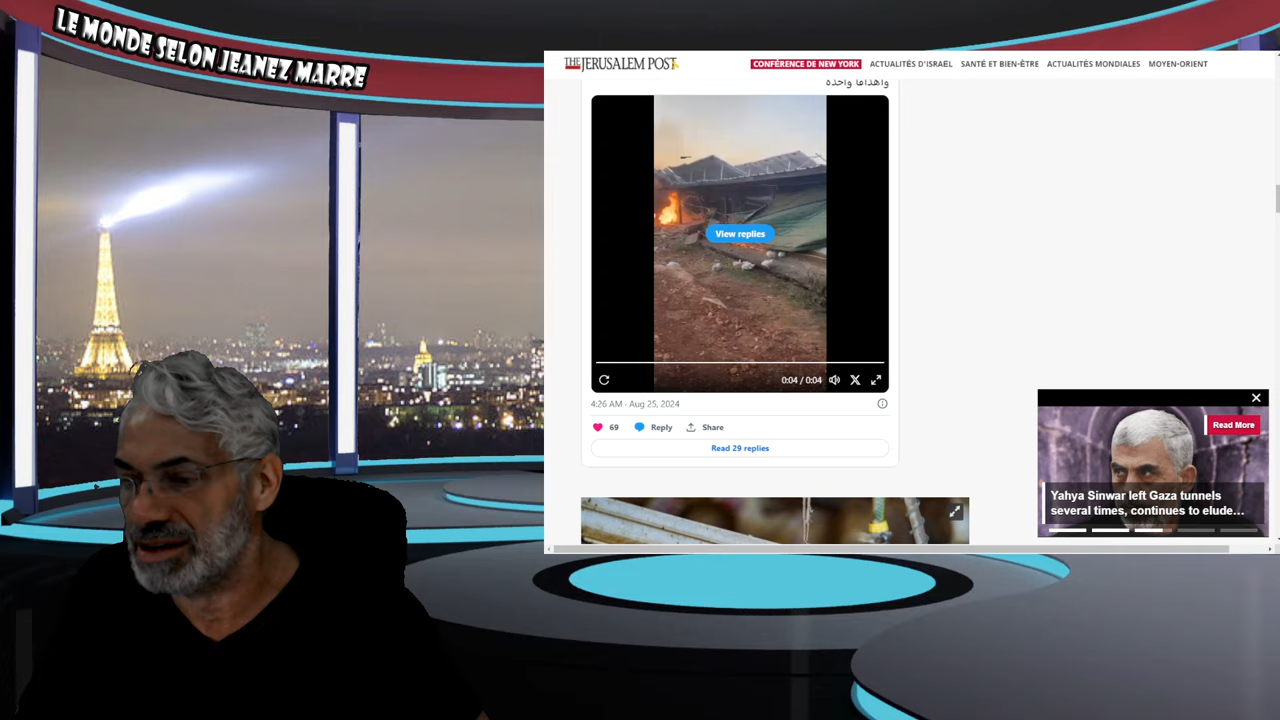 LE MONDE SELON JEANEZ MARRE
THE JERUSALEM POST
CONFÉRENCE DE NEW YORK
ACTUALITÉS D'ISRAËL
SANTÉ ET BIEN-ÊTRE
ACTUALITÉS MONDIALES
MOYEN-ORIENT
واهدافا واحدة
View replies
0:04 / 0:04
4:26 AM · Aug 25, 2024
69
Reply
Share
Read 29 replies
Read More
Yahya Sinwar left Gaza tunnels
several times, continues to elude…